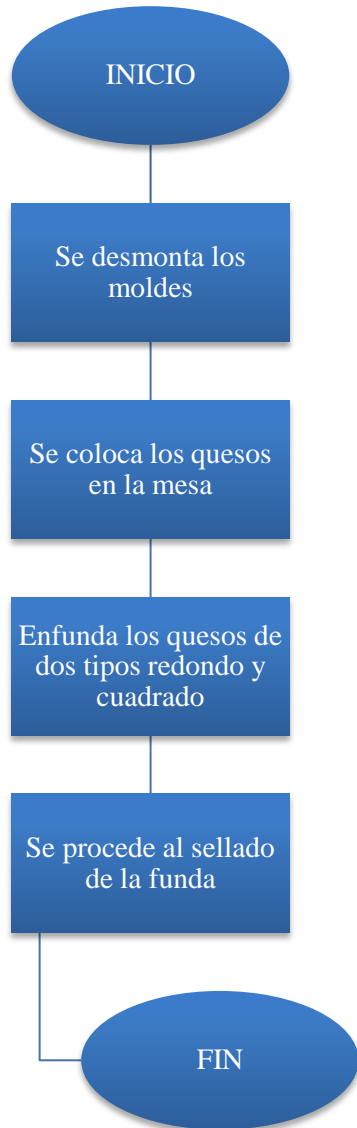 INICIO
Se desmonta los
moldes
Se coloca los quesos
en la mesa
Enfunda los quesos de
dos tipos redondo y
cuadrado
Se procede al sellado
de la funda
FIN